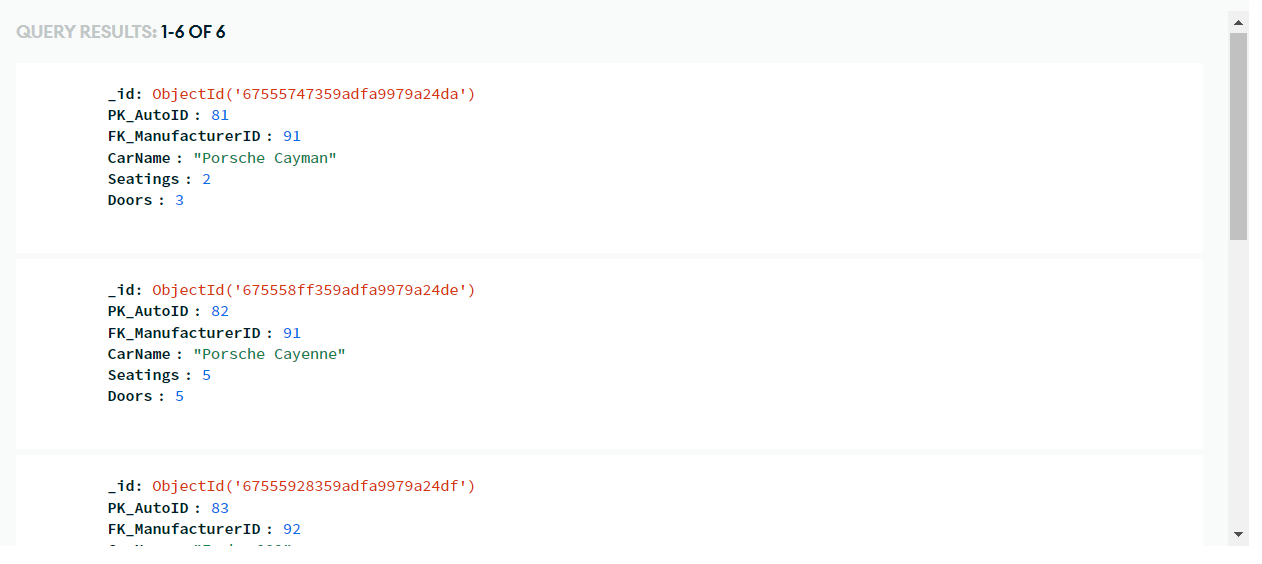 QUERY RESULTS: 1-6 OF 6
_id: ObjectId('67555747359adfa9979a24da')
PK_AutoID : 81
FK_ManufacturerID : 91
CarName : "Porsche Cayman"
Seatings : 2
Doors : 3
_id: ObjectId('675558ff359adfa9979a24de')
PK_AutoID : 82
FK_ManufacturerID : 91
CarName : "Porsche Cayenne"
Seatings : 5
Doors : 5
_id: ObjectId('67555928359adfa9979a24df')
PK_AutoID : 83
FK_ManufacturerID : 92